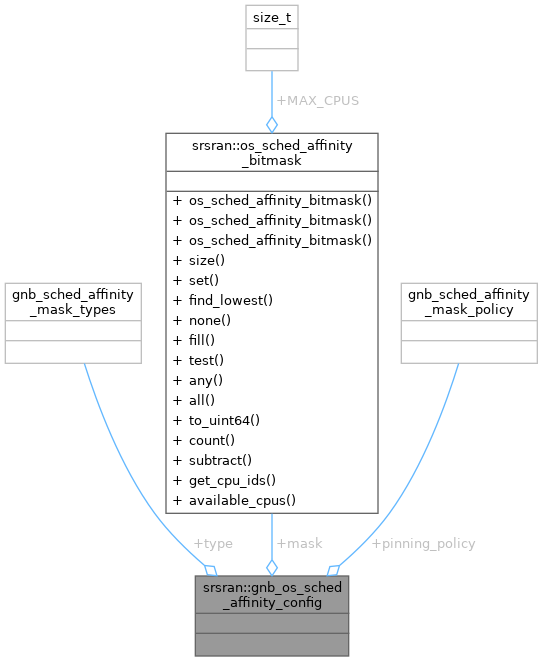 size_t
+MAX_CPUS
srsran::os_sched_affinity
_bitmask
+ os_sched_affinity_bitmask()
+ os_sched_affinity_bitmask()
+ os_sched_affinity_bitmask()
+ size()
+ set()
+ find_lowest()
+ none()
+ fill()
+ test()
+ any()
+ all()
+ to_uint64()
+ count()
+ subtract()
+ get_cpu_ids()
+ available_cpus()
gnb_sched_affinity
_mask_types
gnb_sched_affinity
_mask_policy
+type
+mask
+pinning_policy
srsran::gnb_os_sched
_affinity_config